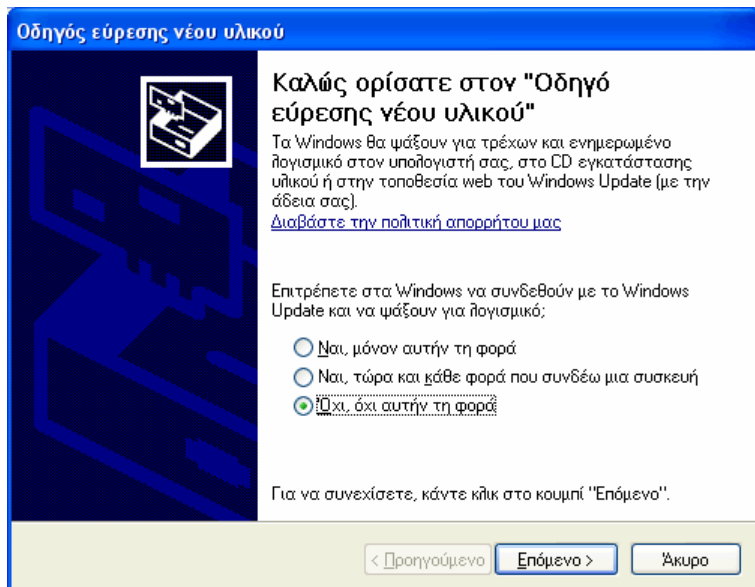 Οδηγός εύρεσης νέου υλικού
Καλώς ορίσατε στον "Οδηγό
εύρεσης νέου υλικού"
Τα Windows θα ψάξουν για τρέχων και ενημερωμένο
λογισμικό στον υπολογιστή σας, στο CD εγκατάστασης
υλικού ή στην τοποθεσία web του Windows Update (με την
άδεια σας).
Διαβάστε την πολιτική απορρήτου μας
Επιτρέπετε στα Windows να συνδεθούν με το Windows
Update και να ψάξουν για λογισμικό;
Ναι, μόνον αυτήν τη φορά
Ναι, τώρα και κάθε φορά που συνδέω μια συσκευή
Όχι, όχι αυτήν τη φορά
Για να συνεχίσετε, κάντε κλικ στο κουμπί "Επόμενο".
< Προηγούμενο Επόμενο > Άκυρο